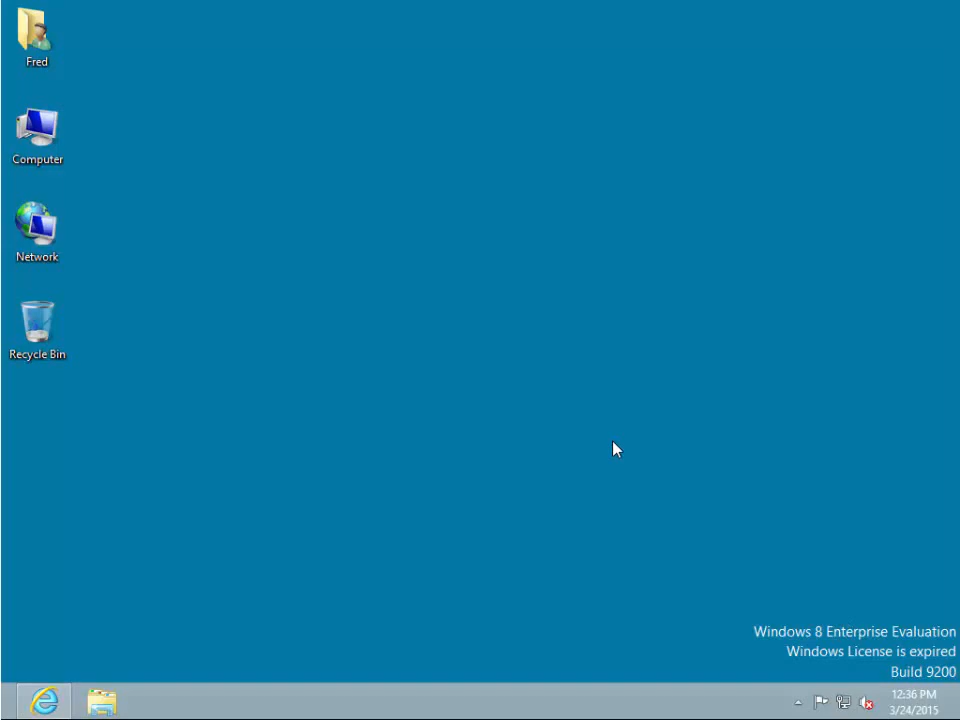 Fred
Computer
Network
Recycle Bin
Windows 8 Enterprise Evaluation
Windows License is expired
Build 9200
12:36 PM
3/24/2015